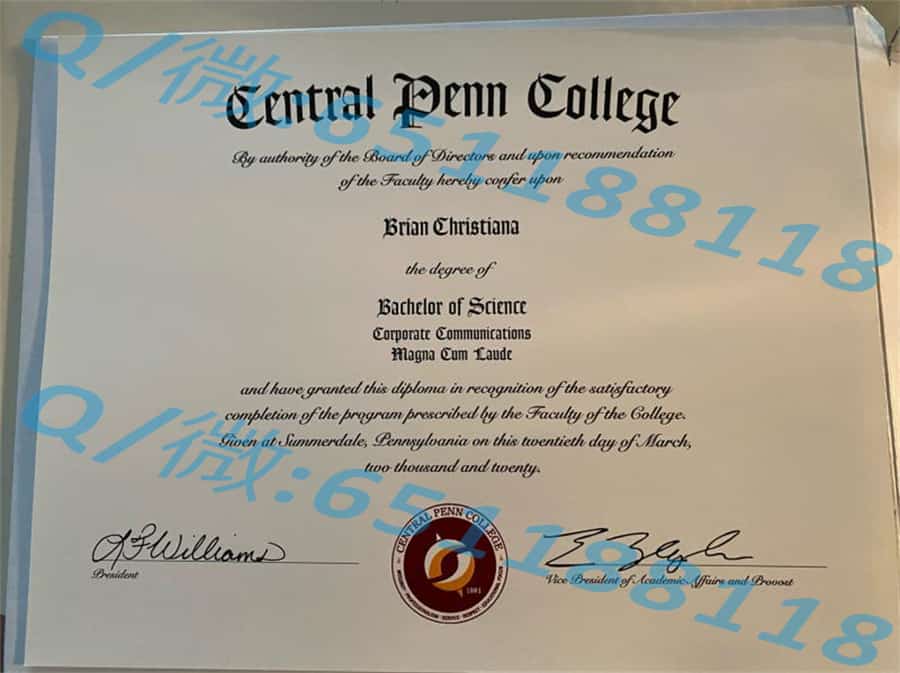 Central Penn College
By authority of the Board of Directors and upon recommendation
of the Faculty hereby confer upon
Brian Christiana
the degree of
Bachelor of Science
Corporate Communications
Magna Cum Laude
and have granted this diploma in recognition of the satisfactory
completion of the program prescribed by the Faculty of the College.
Given at Summerdale, Pennsylvania on this twentieth day of March,
two thousand and twenty.
LFWilliams
President
CENTRAL PENN COLLEGE
1881
Vice President of Academic Affairs and Provost
Q/微:65118118
Q/微:65118118